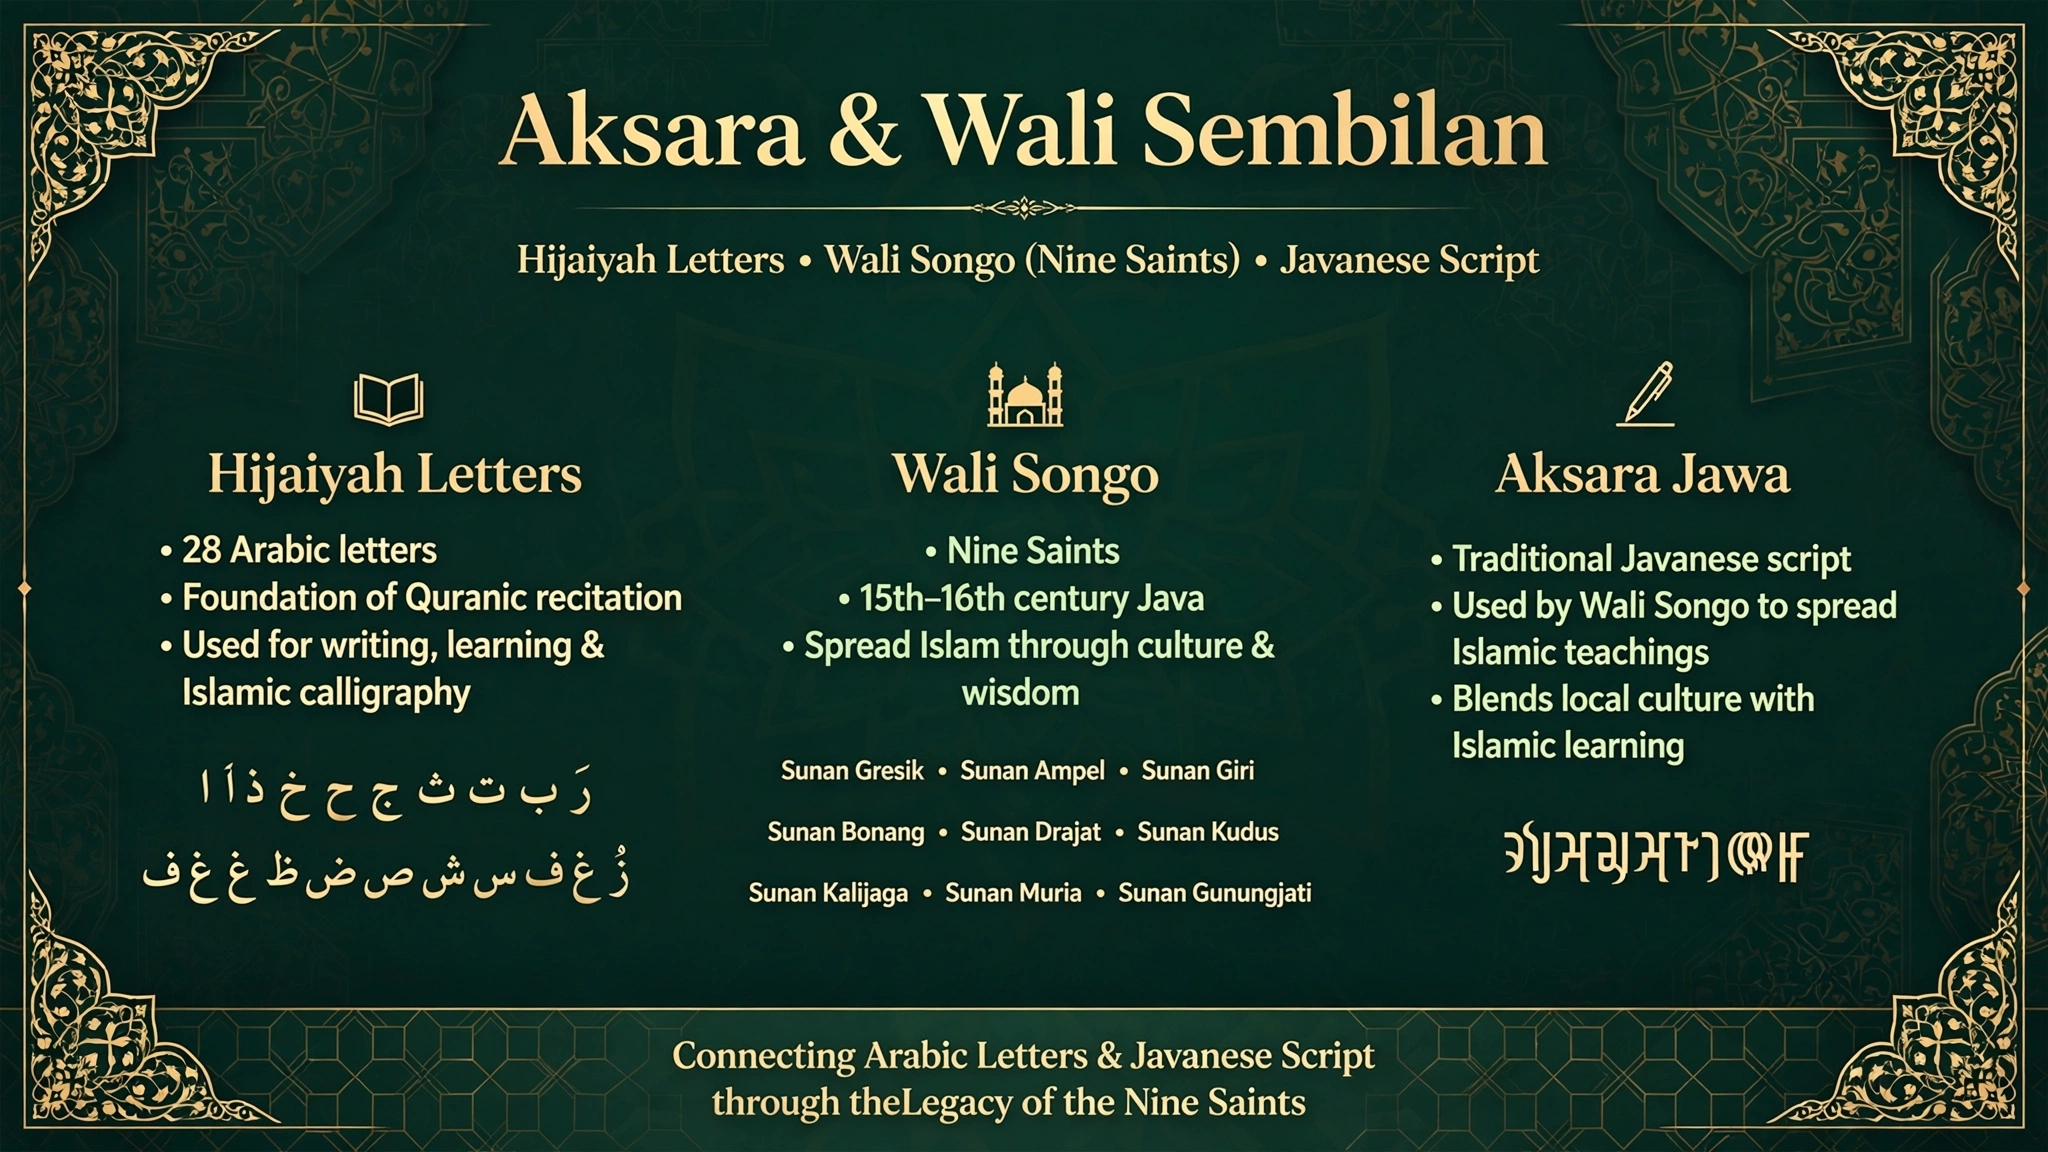 Aksara & Wali Sembilan
Hijaiyah Letters • Wali Songo (Nine Saints) • Javanese Script
Hijaiyah Letters
• 28 Arabic letters
• Foundation of Quranic recitation
• Used for writing, learning &
Islamic calligraphy
رَ ب ت ث ج ح خ ذ اَ ا
زُ غ ف س ش ص ض ظ غ غ ف
Wali Songo
• Nine Saints
• 15th–16th century Java
• Spread Islam through culture &
wisdom
Sunan Gresik • Sunan Ampel • Sunan Giri
Sunan Bonang • Sunan Drajat • Sunan Kudus
Sunan Kalijaga • Sunan Muria • Sunan Gunungjati
Aksara Jawa
• Traditional Javanese script
• Used by Wali Songo to spread
Islamic teachings
• Blends local culture with
Islamic learning
Connecting Arabic Letters & Javanese Script
through theLegacy of the Nine Saints